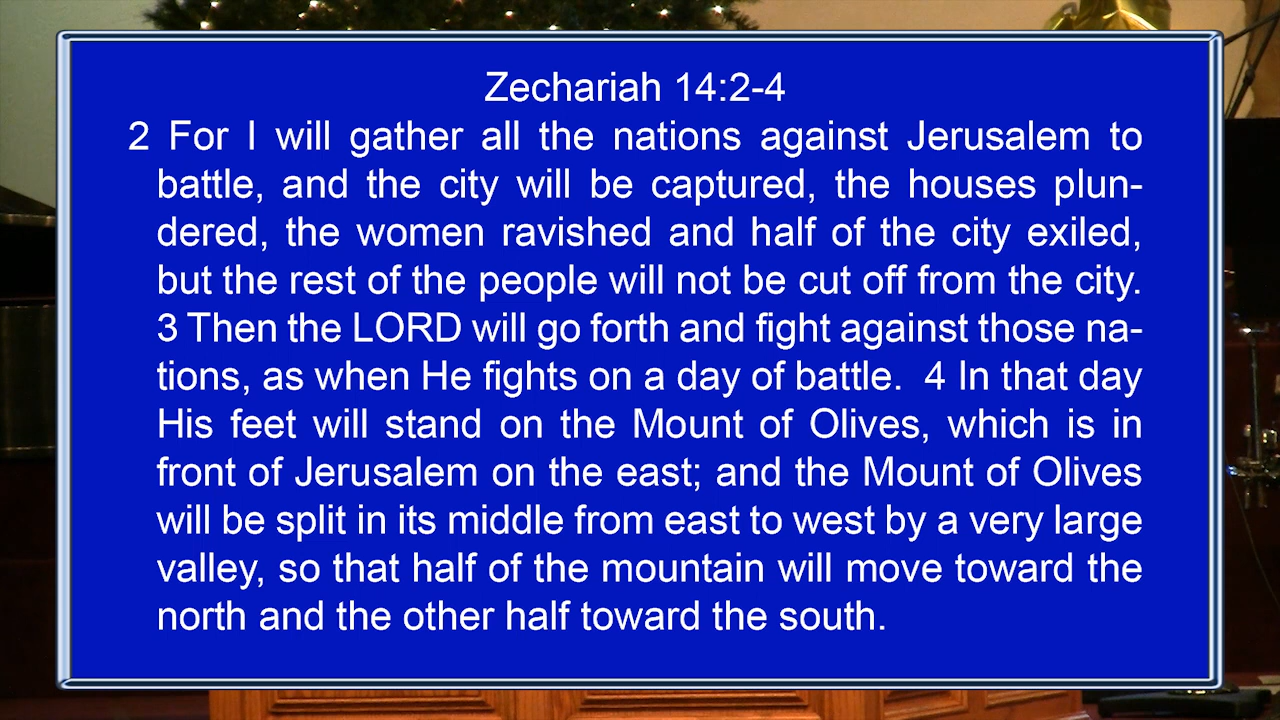 Zechariah 14:2-4
2 For I will gather all the nations against Jerusalem to
battle, and the city will be captured, the houses plun-
dered, the women ravished and half of the city exiled,
but the rest of the people will not be cut off from the city.
3 Then the LORD will go forth and fight against those na-
tions, as when He fights on a day of battle.  4 In that day
His feet will stand on the Mount of Olives, which is in
front of Jerusalem on the east; and the Mount of Olives
will be split in its middle from east to west by a very large
valley, so that half of the mountain will move toward the
north and the other half toward the south.